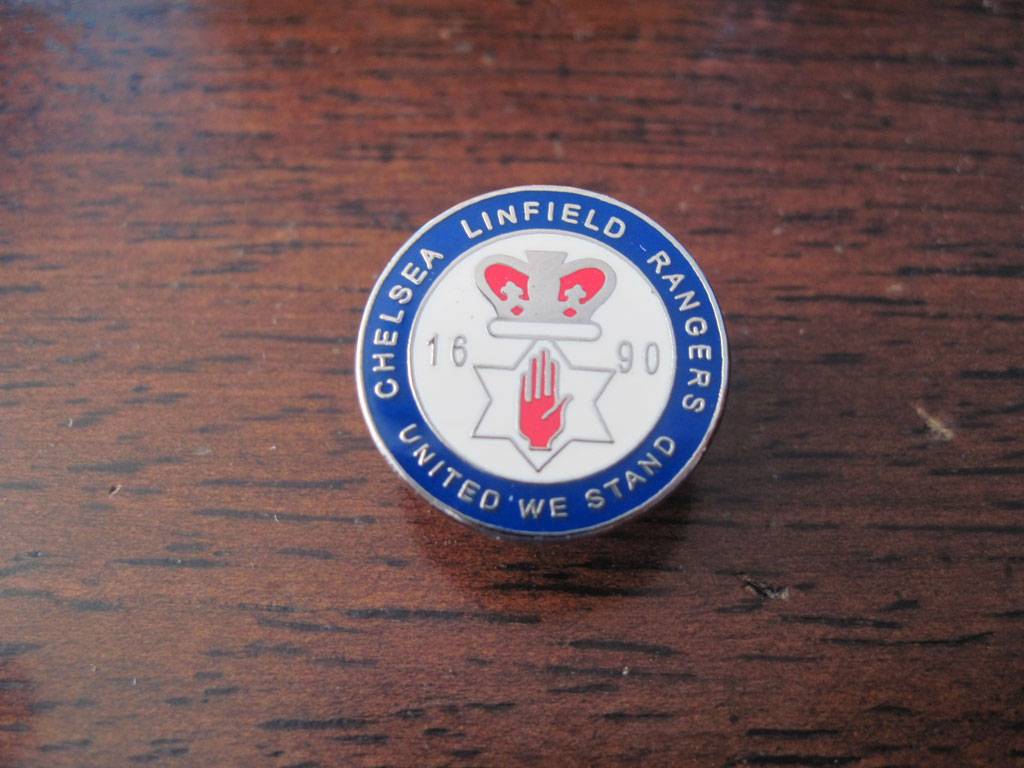 CHELSEA LINFIELD RANGERS
16 90
UNITED WE STAND